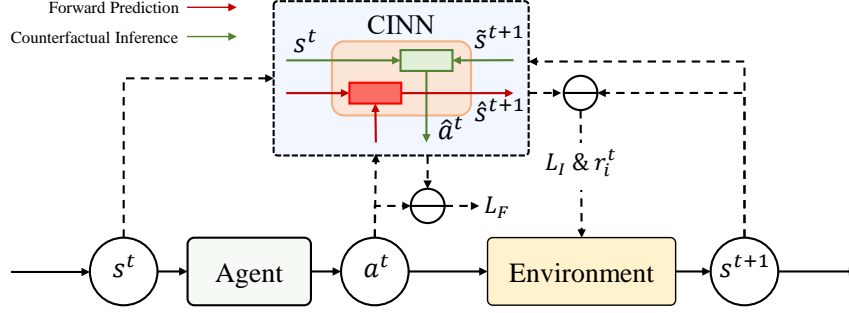 Forward Prediction
Counterfactual Inference
CINN
s^t
s̃^{t+1}
ŝ^{t+1}
â^t
L_I & r_i^t
L_F
s^t
Agent
a^t
Environment
s^{t+1}